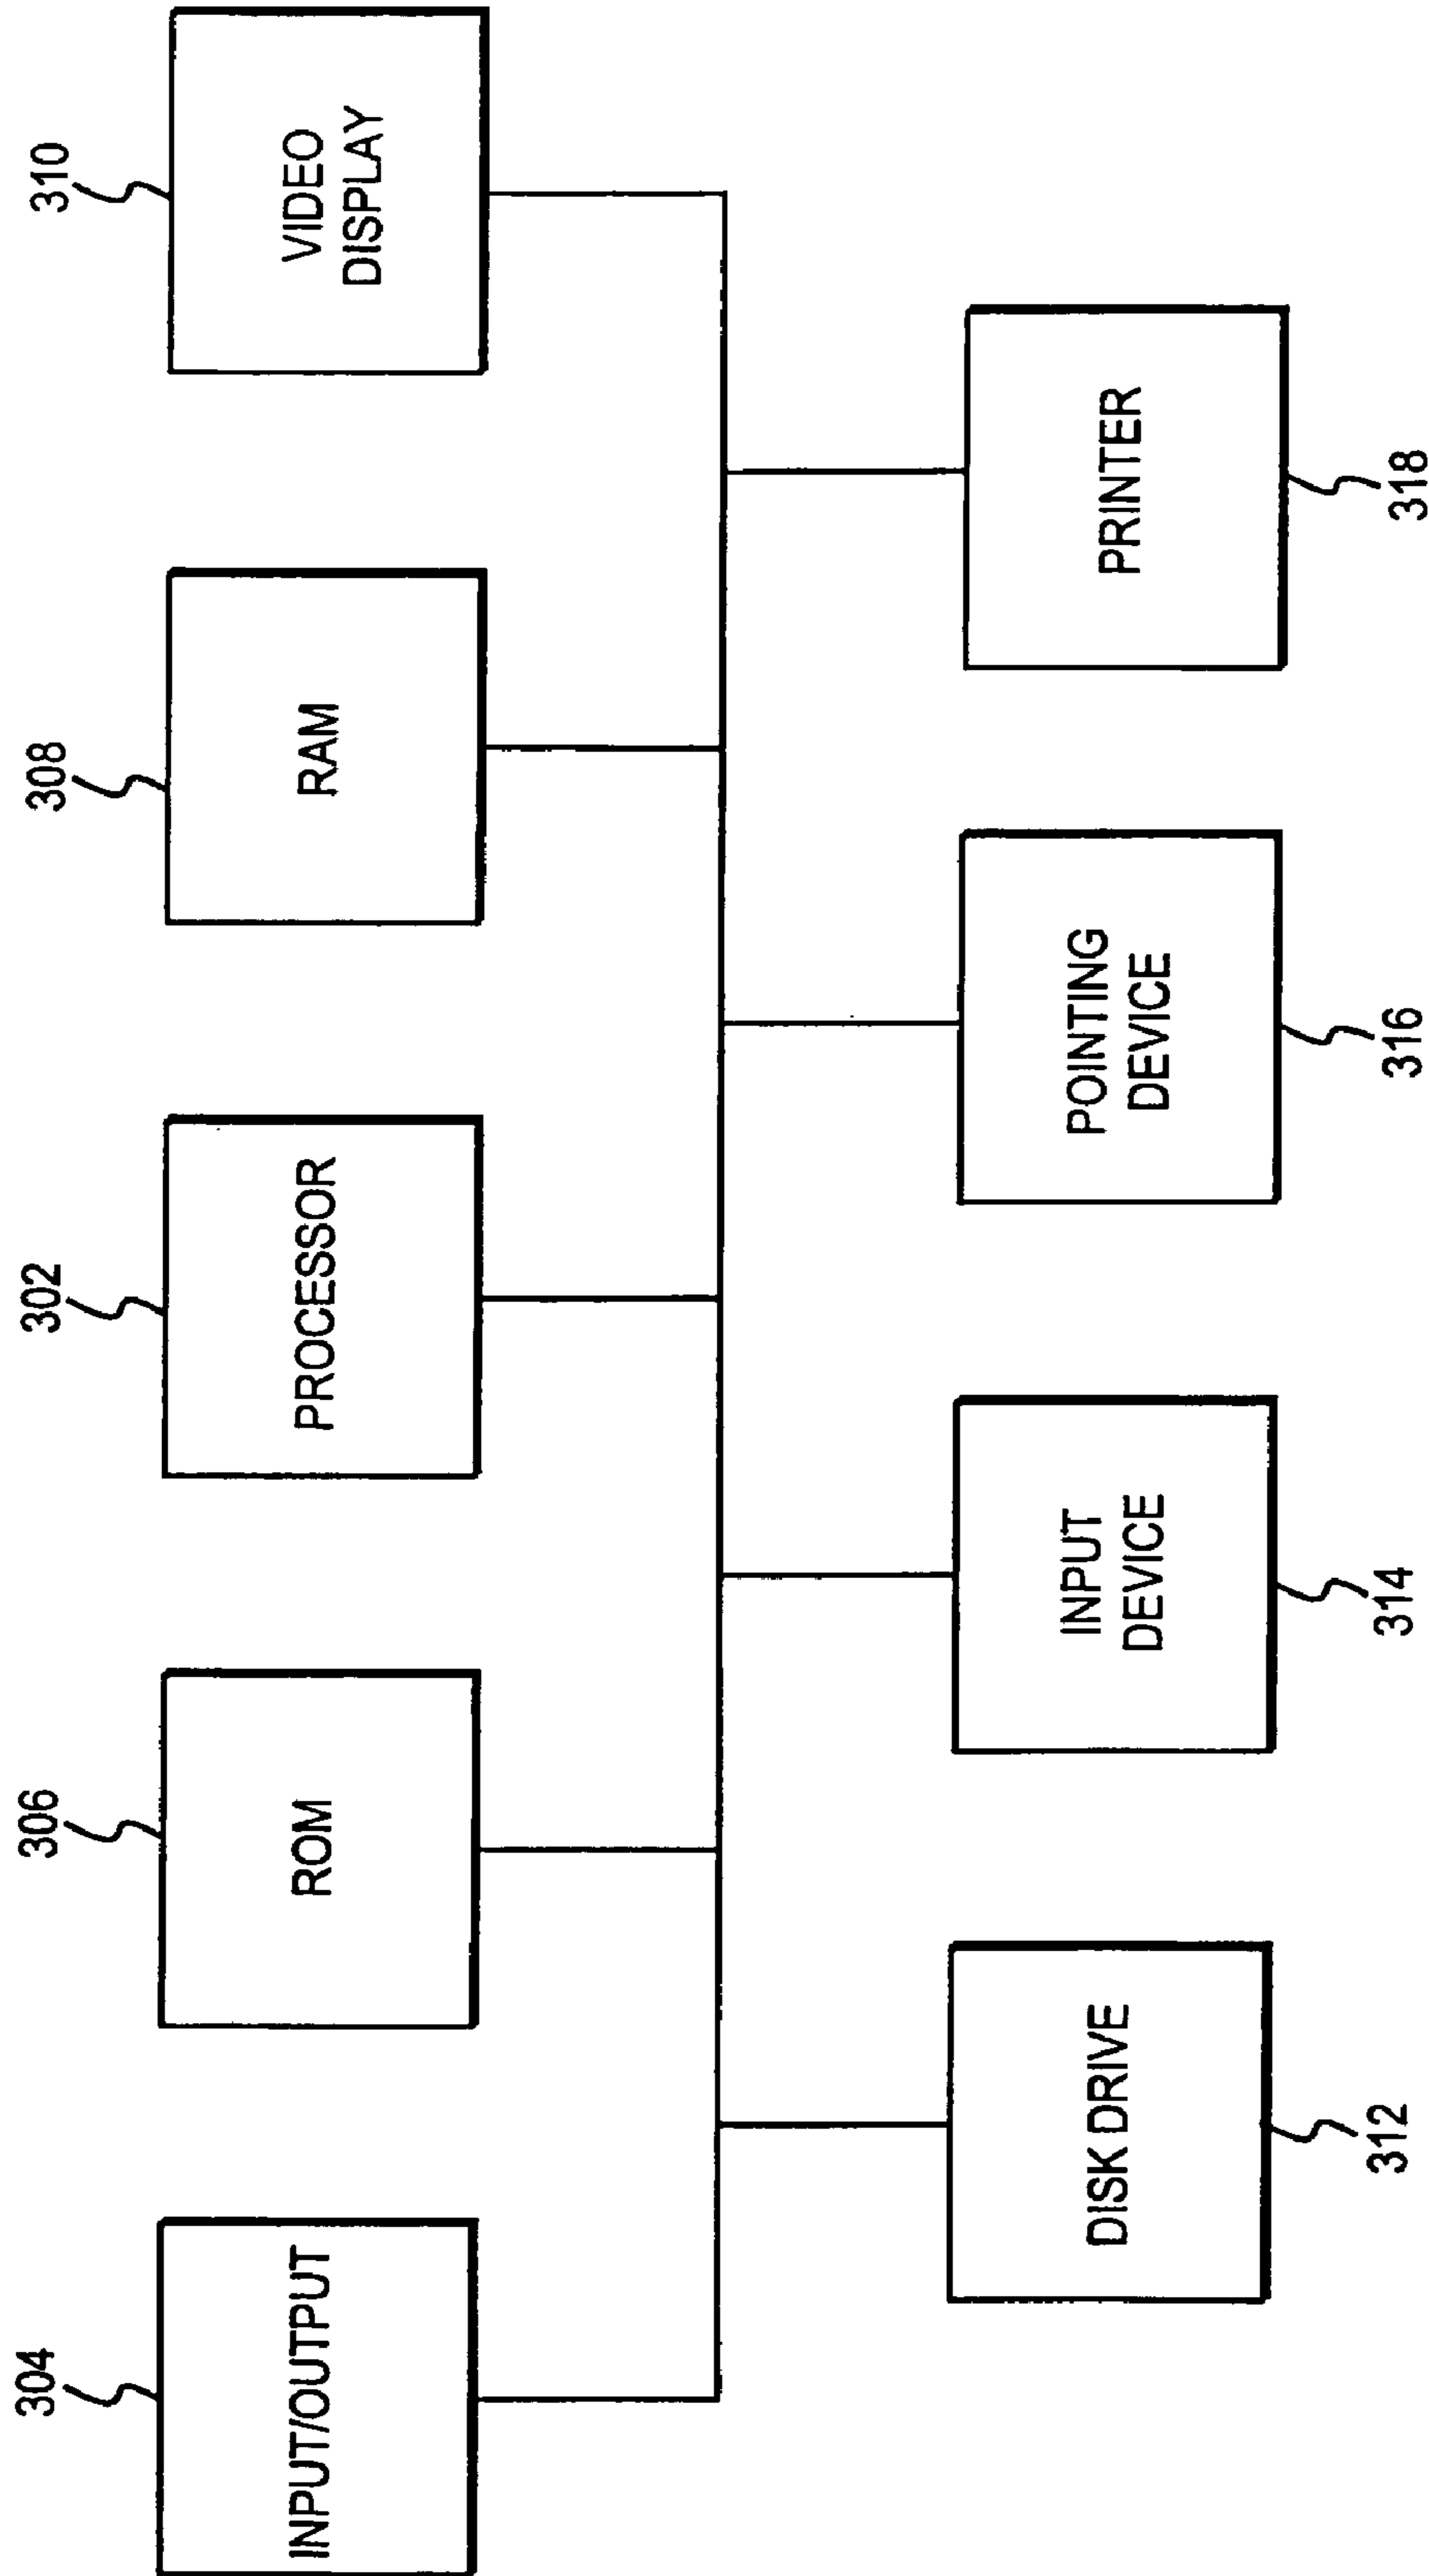 304
306
302
308
310
INPUT/OUTPUT
ROM
PROCESSOR
RAM
VIDEO
DISPLAY
DISK DRIVE
INPUT
DEVICE
POINTING
DEVICE
PRINTER
312
314
316
318